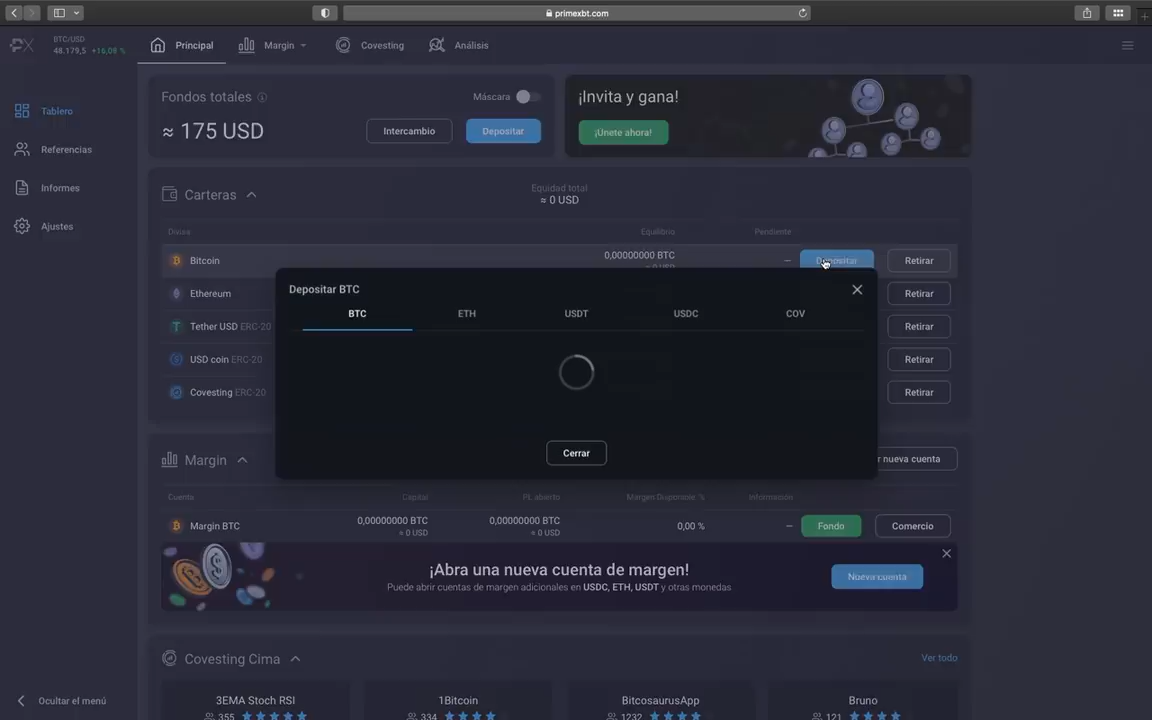 primexbt.com
BTC/USD
48.179,5 +16,09 %
Principal
Margin
Covesting
Análisis
Tablero
Referencias
Informes
Ajustes
Ocultar el menú
Fondos totales
Máscara
≈ 175 USD
Intercambio
Depositar
¡Invita y gana!
¡Únete ahora!
Carteras
Equidad total
≈ 0 USD
Divisa
Equilibrio
Pendiente
Bitcoin
0,00000000 BTC
≈ 0 USD
–
Depositar
Retirar
Ethereum
Retirar
Tether USD ERC-20
Retirar
USD coin ERC-20
Retirar
Covesting ERC-20
Retirar
Depositar BTC
BTC
ETH
USDT
USDC
COV
Cerrar
Margin
r nueva cuenta
Cuenta
Capital
PL abierto
Margen Disponible %
Información
Margin BTC
0,00000000 BTC
≈ 0 USD
0,00000000 BTC
≈ 0 USD
0,00 %
–
Fondo
Comercio
¡Abra una nueva cuenta de margen!
Puede abrir cuentas de margen adicionales en USDC, ETH, USDT y otras monedas
Nueva cuenta
Covesting Cima
Ver todo
3EMA Stoch RSI
355
1Bitcoin
334
BitcosaurusApp
1232
Bruno
121